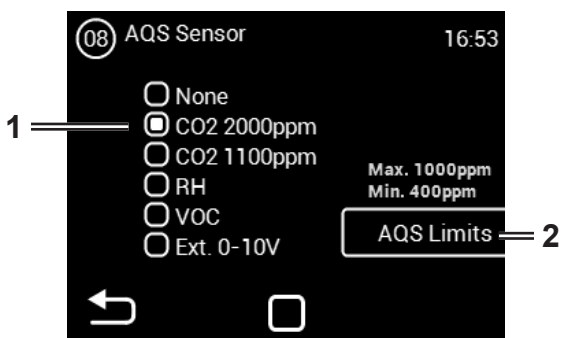 08 AQS Sensor 16:53
None
1 CO2 2000ppm
CO2 1100ppm
RH
VOC
Ext. 0-10V
Max. 1000ppm
Min. 400ppm
AQS Limits 2